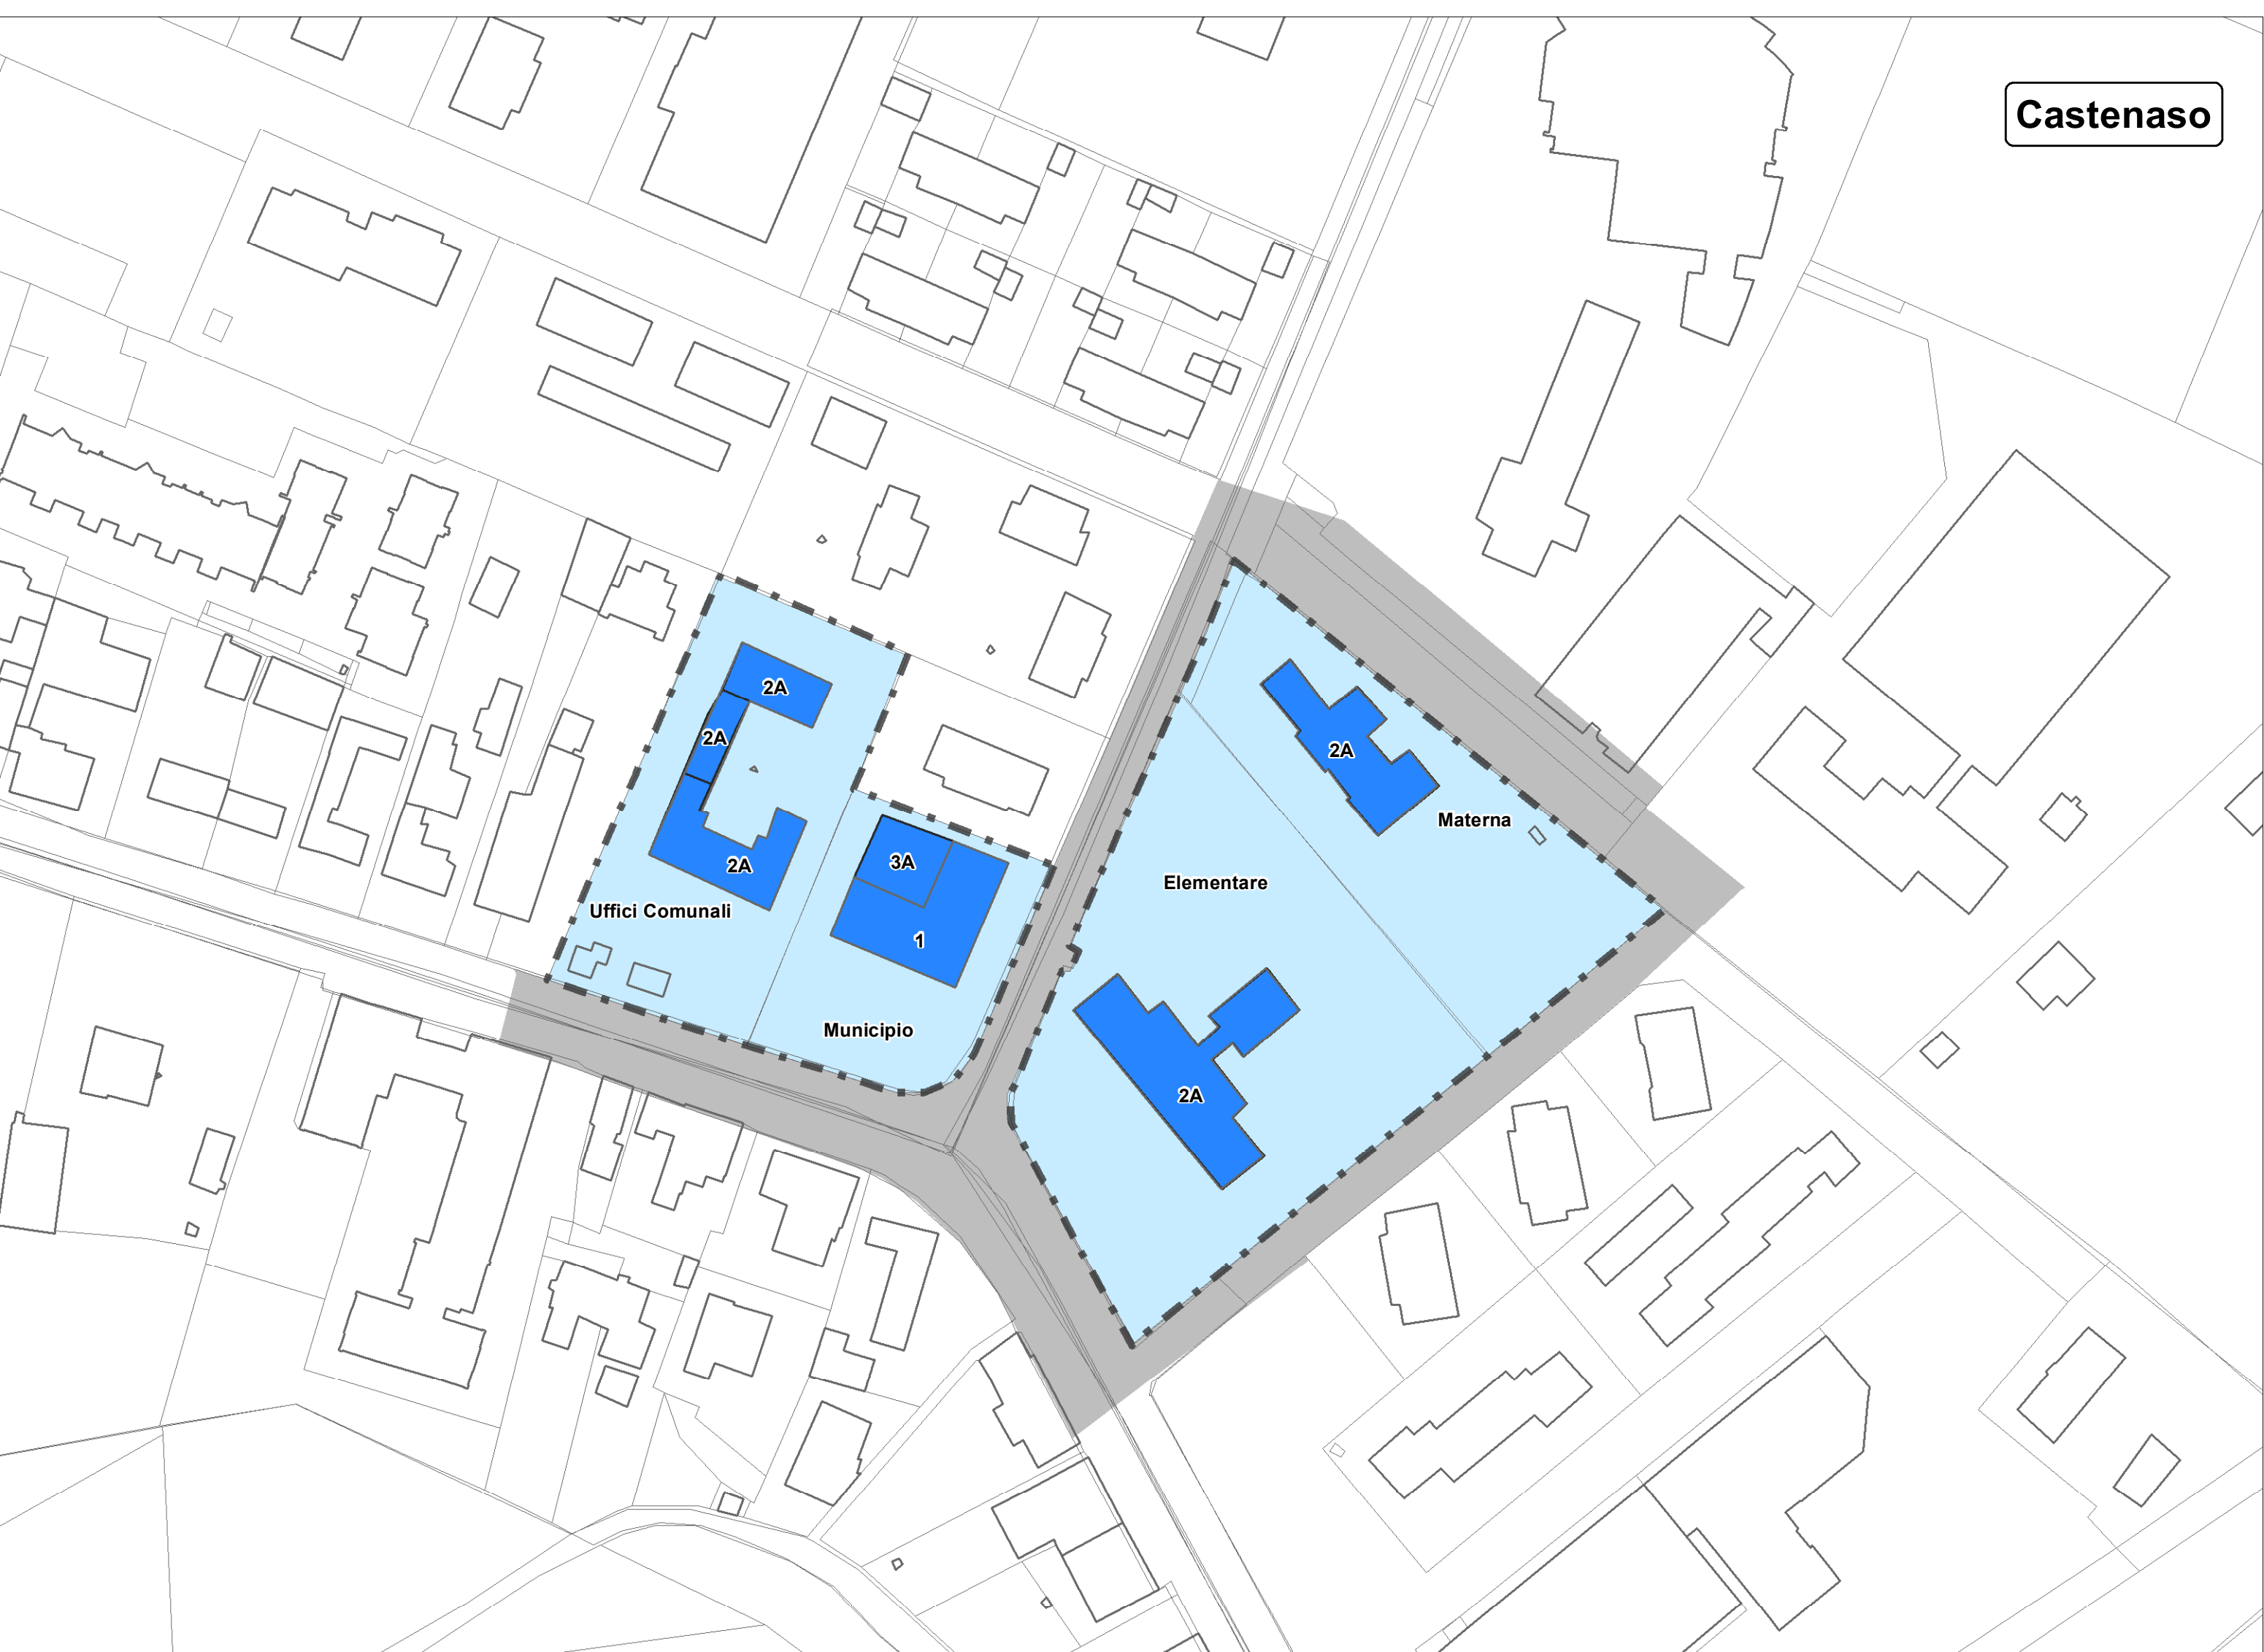 Castenaso
2A
2A
2A
Materna
2A
3A
Elementare
Uffici Comunali
1
Municipio
2A